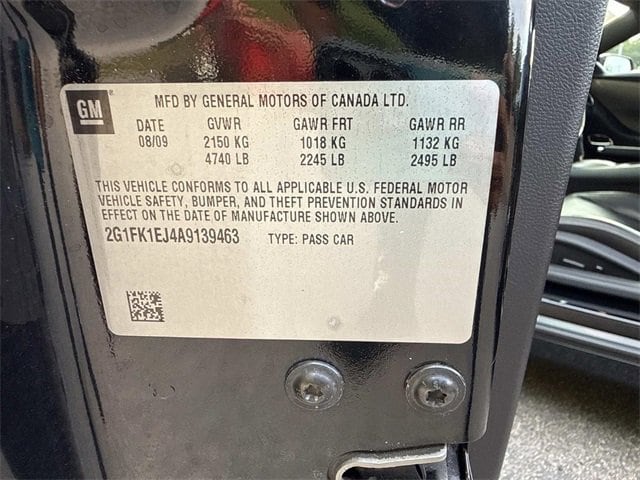 GM
MFD BY GENERAL MOTORS OF CANADA LTD.
DATE GVWR GAWR FRT GAWR RR
08/09 2150 KG 1018 KG 1132 KG
4740 LB 2245 LB 2495 LB
THIS VEHICLE CONFORMS TO ALL APPLICABLE U.S. FEDERAL MOTOR
VEHICLE SAFETY, BUMPER, AND THEFT PREVENTION STANDARDS IN
EFFECT ON THE DATE OF MANUFACTURE SHOWN ABOVE.
2G1FK1EJ4A9139463 TYPE: PASS CAR